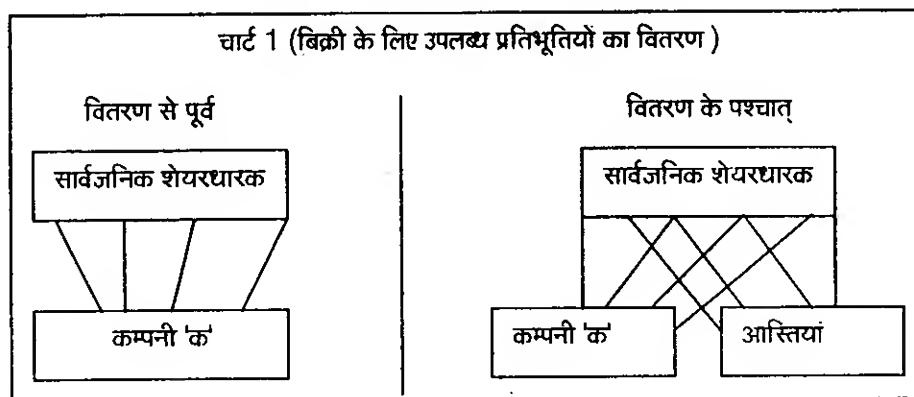 चार्ट 1 (बिक्री के लिए उपलब्ध प्रतिभूतियों का वितरण )
वितरण से पूर्व
सार्वजनिक शेयरधारक
कम्पनी 'क'
वितरण के पश्चात्
सार्वजनिक शेयरधारक
कम्पनी 'क'
आस्तियां